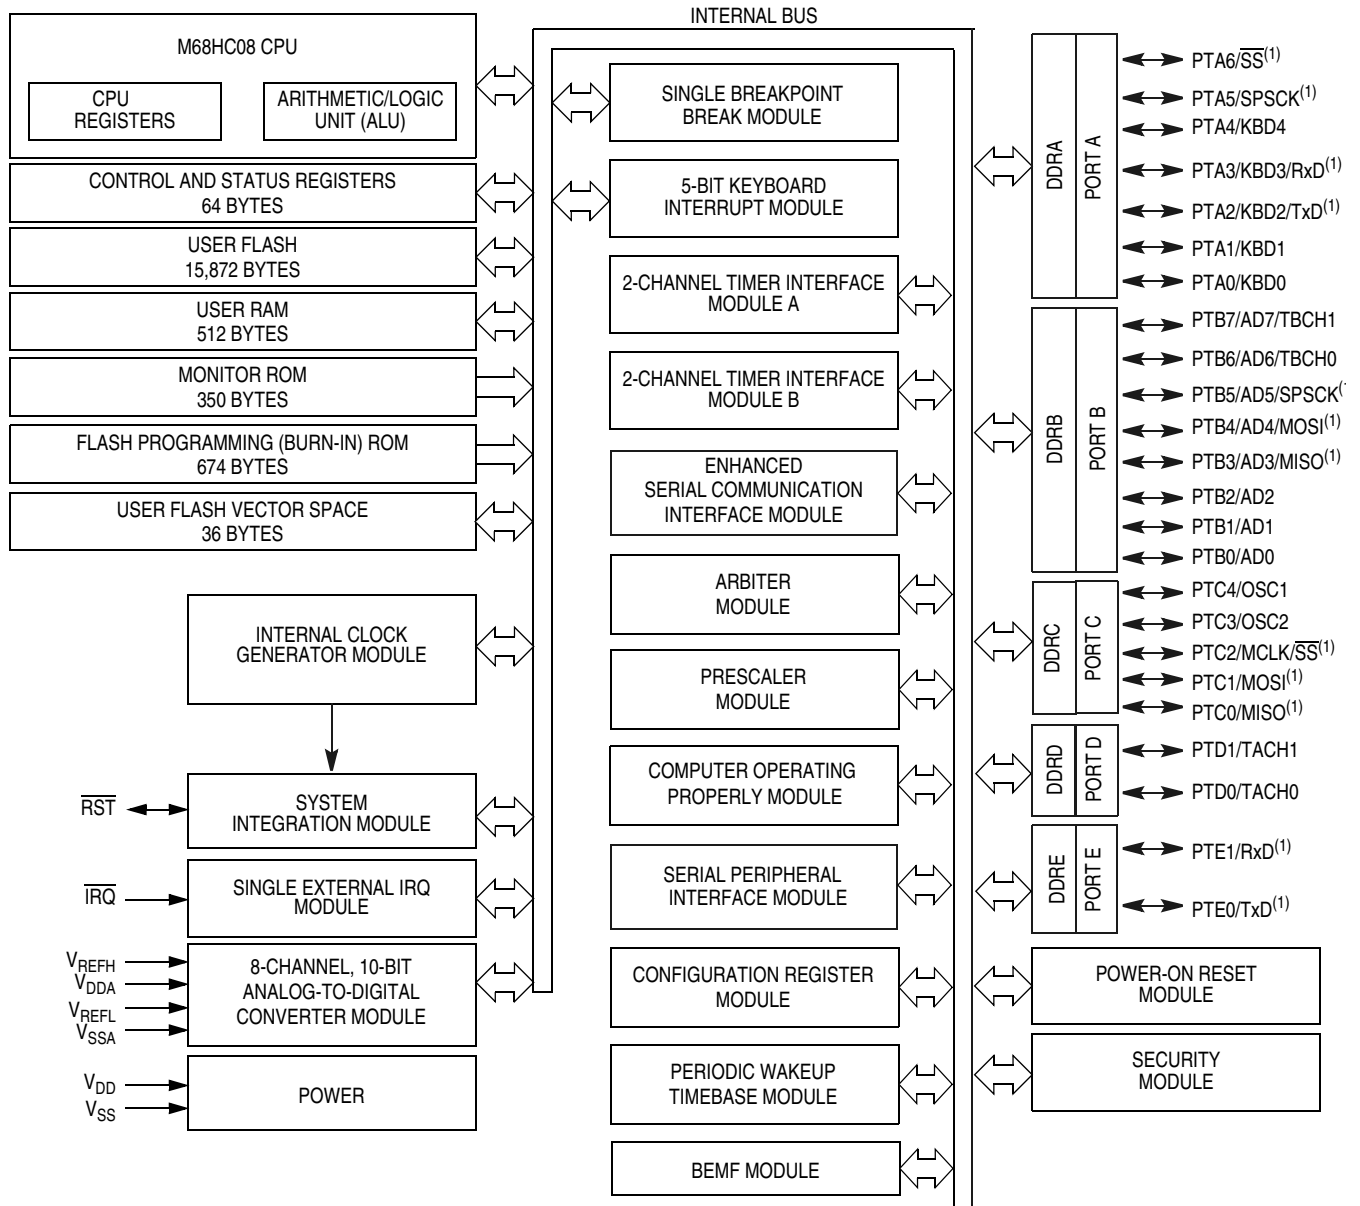 INTERNAL BUS
M68HC08 CPU
CPU
REGISTERS
ARITHMETIC/LOGIC
UNIT (ALU)
CONTROL AND STATUS REGISTERS
64 BYTES
USER FLASH
15,872 BYTES
USER RAM
512 BYTES
MONITOR ROM
350 BYTES
FLASH PROGRAMMING (BURN-IN) ROM
674 BYTES
USER FLASH VECTOR SPACE
36 BYTES
INTERNAL CLOCK
GENERATOR MODULE
RST
SYSTEM
INTEGRATION MODULE
IRQ
SINGLE EXTERNAL IRQ
MODULE
VREFH
VDDA
VREFL
VSSA
8-CHANNEL, 10-BIT
ANALOG-TO-DIGITAL
CONVERTER MODULE
VDD
VSS
POWER
SINGLE BREAKPOINT
BREAK MODULE
5-BIT KEYBOARD
INTERRUPT MODULE
2-CHANNEL TIMER INTERFACE
MODULE A
2-CHANNEL TIMER INTERFACE
MODULE B
ENHANCED
SERIAL COMMUNICATION
INTERFACE MODULE
ARBITER
MODULE
PRESCALER
MODULE
COMPUTER OPERATING
PROPERLY MODULE
SERIAL PERIPHERAL
INTERFACE MODULE
CONFIGURATION REGISTER
MODULE
PERIODIC WAKEUP
TIMEBASE MODULE
BEMF MODULE
DDRA
PORT A
PTA6/SS(1)
PTA5/SPSCK(1)
PTA4/KBD4
PTA3/KBD3/RxD(1)
PTA2/KBD2/TxD(1)
PTA1/KBD1
PTA0/KBD0
DDRB
PORT B
PTB7/AD7/TBCH1
PTB6/AD6/TBCH0
PTB5/AD5/SPSCK(1
PTB4/AD4/MOSI(1)
PTB3/AD3/MISO(1)
PTB2/AD2
PTB1/AD1
PTB0/AD0
DDRC
PORT C
PTC4/OSC1
PTC3/OSC2
PTC2/MCLK/SS(1)
PTC1/MOSI(1)
PTC0/MISO(1)
DDRD
PORT D
PTD1/TACH1
PTD0/TACH0
DDRE
PORT E
PTE1/RxD(1)
PTE0/TxD(1)
POWER-ON RESET
MODULE
SECURITY
MODULE